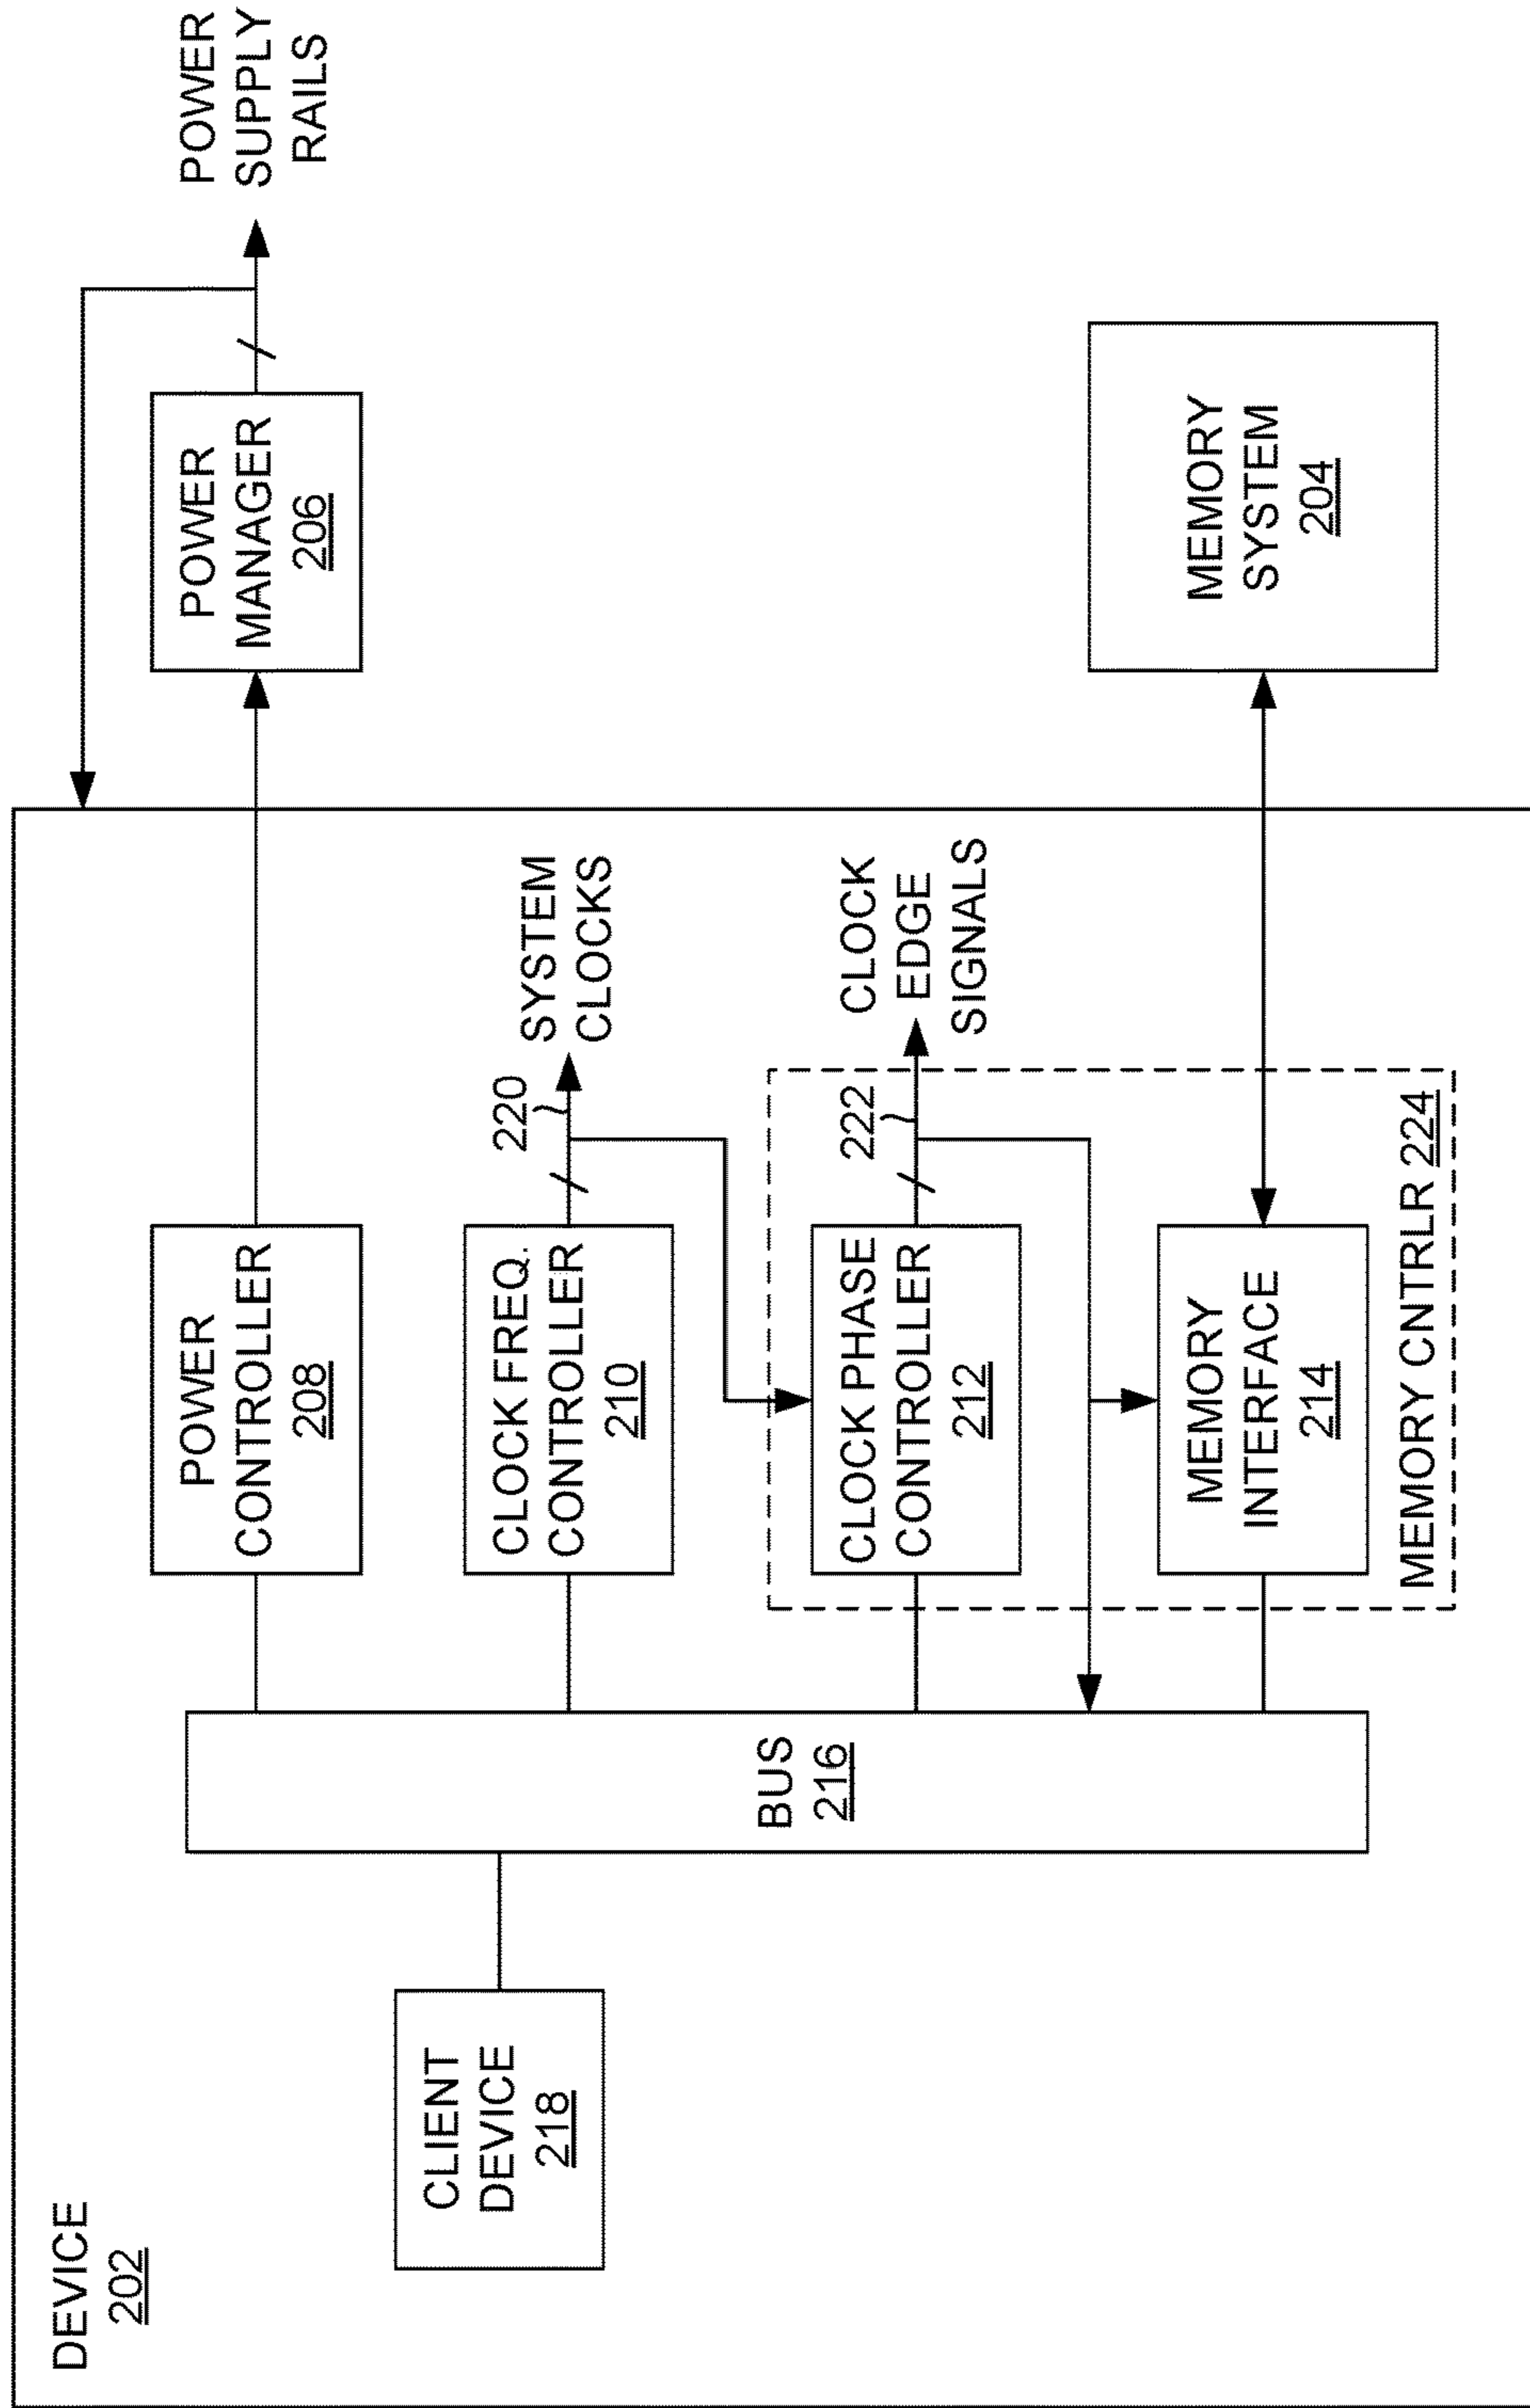 DEVICE
202
CLIENT
DEVICE
218
BUS
216
POWER
CONTROLLER
208
CLOCK FREQ.
CONTROLLER
210
CLOCK PHASE
CONTROLLER
212
MEMORY
INTERFACE
214
MEMORY CNTRLR 224
220
SYSTEM
CLOCKS
222
CLOCK
EDGE
SIGNALS
POWER
MANAGER
206
POWER
SUPPLY
RAILS
MEMORY
SYSTEM
204